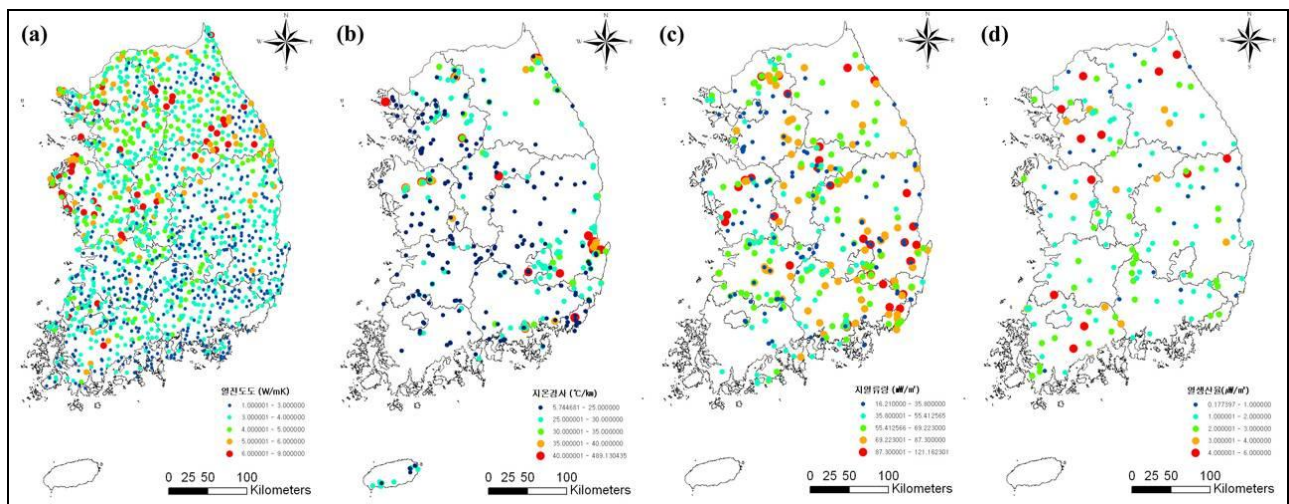 (a)
N
W E
S
열전도도 (W/mK)
1.000001 - 3.000000
3.000001 - 4.000000
4.000001 - 5.000000
5.000001 - 6.000000
6.000001 - 9.000000
0 25 50 100
Kilometers
(b)
N
W E
S
지온경사 (℃/km)
5.744681 - 25.000000
25.000001 - 30.000000
30.000001 - 35.000000
35.000001 - 40.000000
40.000001 - 489.130435
0 25 50 100
Kilometers
(c)
N
W E
S
지열류량 (㎽/㎡)
16.210000 - 35.800000
35.800001 - 55.412565
55.412566 - 69.223000
69.223001 - 87.300000
87.300001 - 121.162301
0 25 50 100
Kilometers
(d)
N
W E
S
열생산율(㎼/㎥)
0.177397 - 1.000000
1.000001 - 2.000000
2.000001 - 3.000000
3.000001 - 4.000000
4.000001 - 6.000000
0 25 50 100
Kilometers